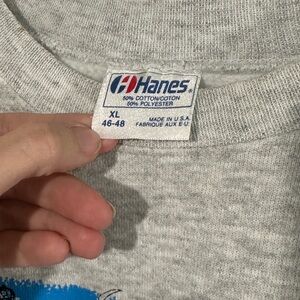 Hanes®
50% COTTON/COTON
50% POLYESTER
XL
46-48
MADE IN U.S.A.
FABRIQUE AUX E.U.